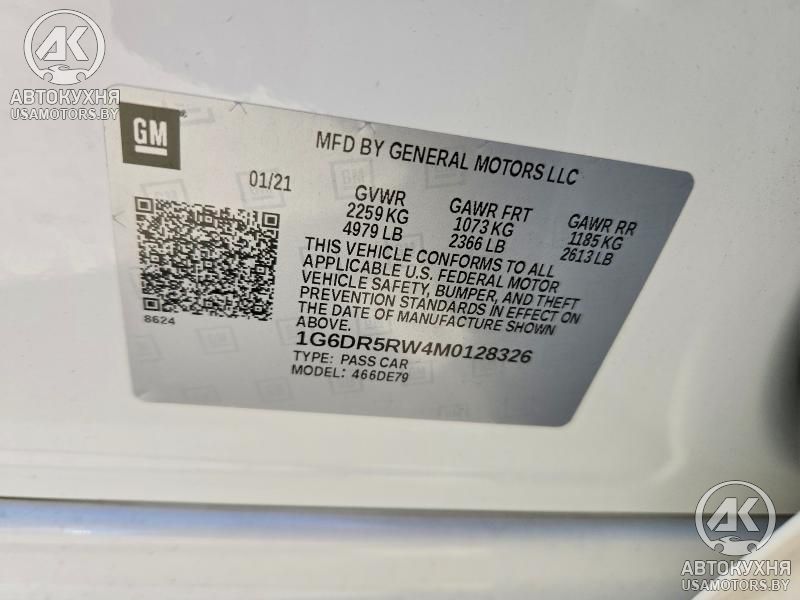 AK
АВТОКУХНЯ
USAMOTORS.BY
GM
MFD BY GENERAL MOTORS LLC
01/21
GVWR
2259 KG
4979 LB
GAWR FRT
1073 KG
2366 LB
GAWR RR
1185 KG
2613 LB
THIS VEHICLE CONFORMS TO ALL
APPLICABLE U.S. FEDERAL MOTOR
VEHICLE SAFETY, BUMPER, AND THEFT
PREVENTION STANDARDS IN EFFECT ON
THE DATE OF MANUFACTURE SHOWN
ABOVE.
8624
1G6DR5RW4M0128326
TYPE: PASS CAR
MODEL: 466DE79
AK
АВТОКУХНЯ
USAMOTORS.BY